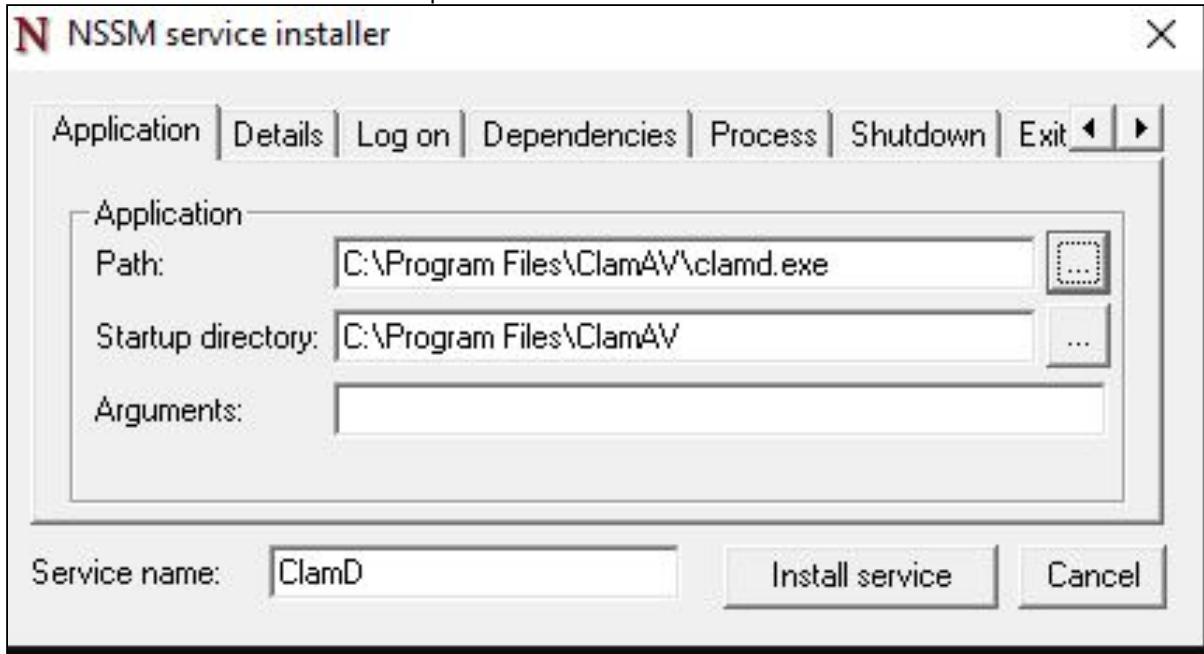 N NSSM service installer
Application Details Log on Dependencies Process Shutdown Exit
Application
Path: C:\Program Files\ClamAV\clamd.exe ...
Startup directory: C:\Program Files\ClamAV ...
Arguments:
Service name: ClamD Install service Cancel